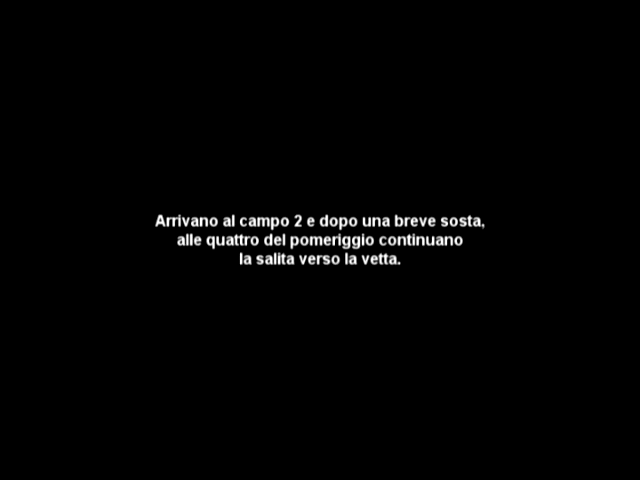 Arrivano al campo 2 e dopo una breve sosta,
alle quattro del pomeriggio continuano
la salita verso la vetta.